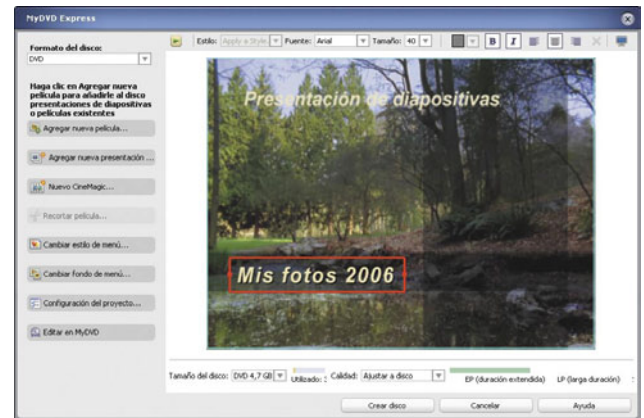 MyDVD Express
Formato del disco:
DVD
Haga clic en Agregar nueva
película para añadirle al disco
presentaciones de diapositivas
o películas existentes
Agregar nueva película...
Agregar nueva presentación ...
Nuevo CineMagic...
Recortar película...
Cambiar estilo de menú...
Cambiar fondo de menú...
Configuración del proyecto...
Editar en MyDVD
Estilo: Apply a Style. Fuente: Arial Tamaño: 40 B I
Presentación de diapositivas
Mis fotos 2006
Tamaño del disco: DVD 4,7 GB Utilizado: Calidad: Ajustar a disco EP (duración extendida) LP (larga duración)
Crear disco Cancelar Ayuda